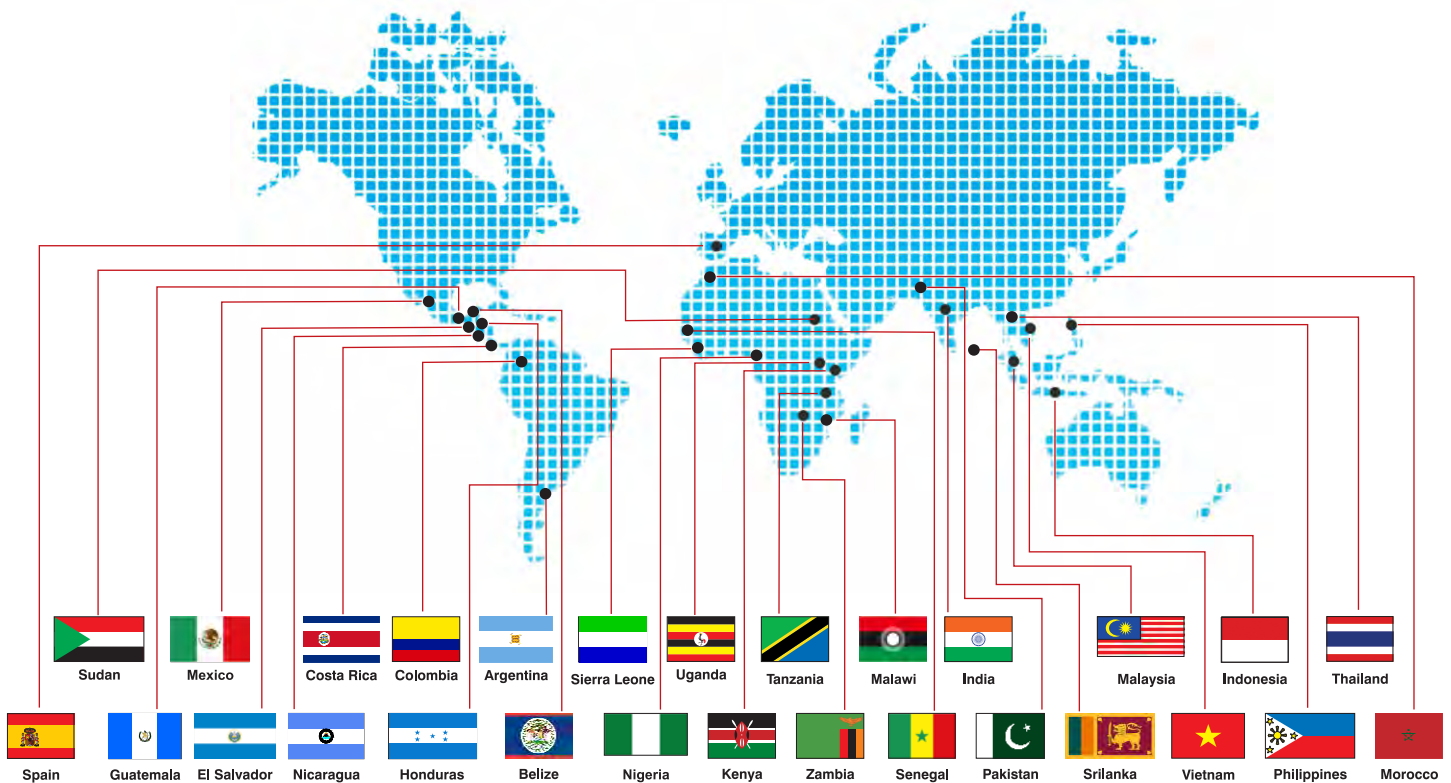 Sudan
Mexico
Costa Rica
Colombia
Argentina
Sierra Leone
Uganda
Tanzania
Malawi
India
Malaysia
Indonesia
Thailand
Spain
Guatemala
El Salvador
Nicaragua
Honduras
Belize
Nigeria
Kenya
Zambia
Senegal
Pakistan
Srilanka
Vietnam
Philippines
Morocco